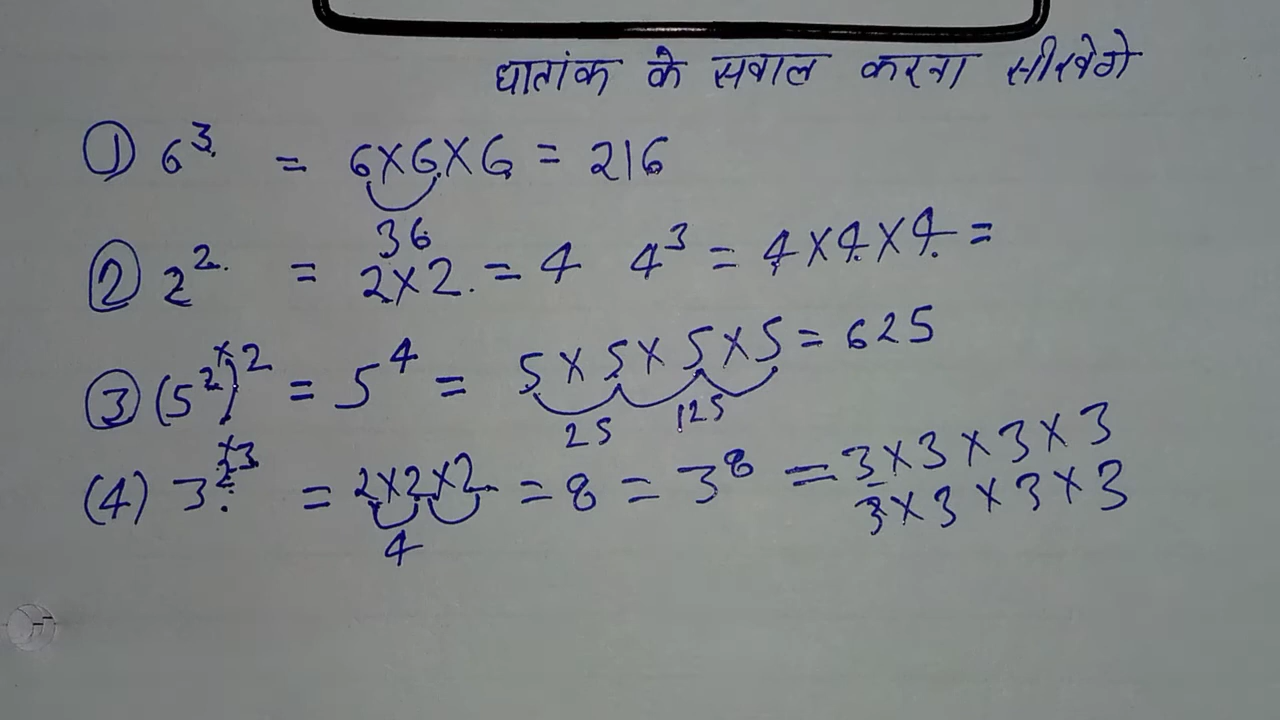 घातांक के सवाल करना सीखेगे
① 6³ = 6×6×6 = 216
36
② 2² = 2×2 = 4 4³ = 4×4×4 =
③ (5²)ˣ² = 5⁴ = 5×5×5×5 = 625
25 125
(4) 3^2^×3 = 2×2×2 = 8 = 3⁸ = 3×3×3×3
3×3×3×3
4